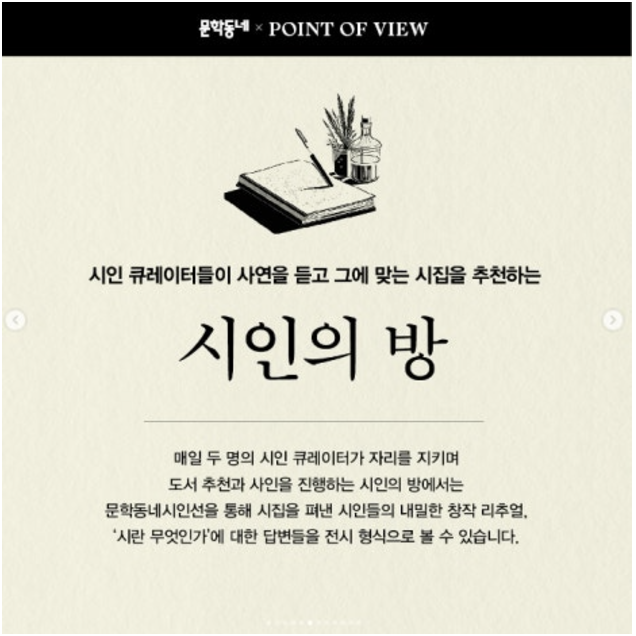 문학동네 × POINT OF VIEW
시인 큐레이터들이 사연을 듣고 그에 맞는 시집을 추천하는
시인의 방
매일 두 명의 시인 큐레이터가 자리를 지키며
도서 추천과 사인을 진행하는 시인의 방에서는
문학동네시인선을 통해 시집을 펴낸 시인들의 내밀한 창작 리추얼,
‘시란 무엇인가’에 대한 답변들을 전시 형식으로 볼 수 있습니다.